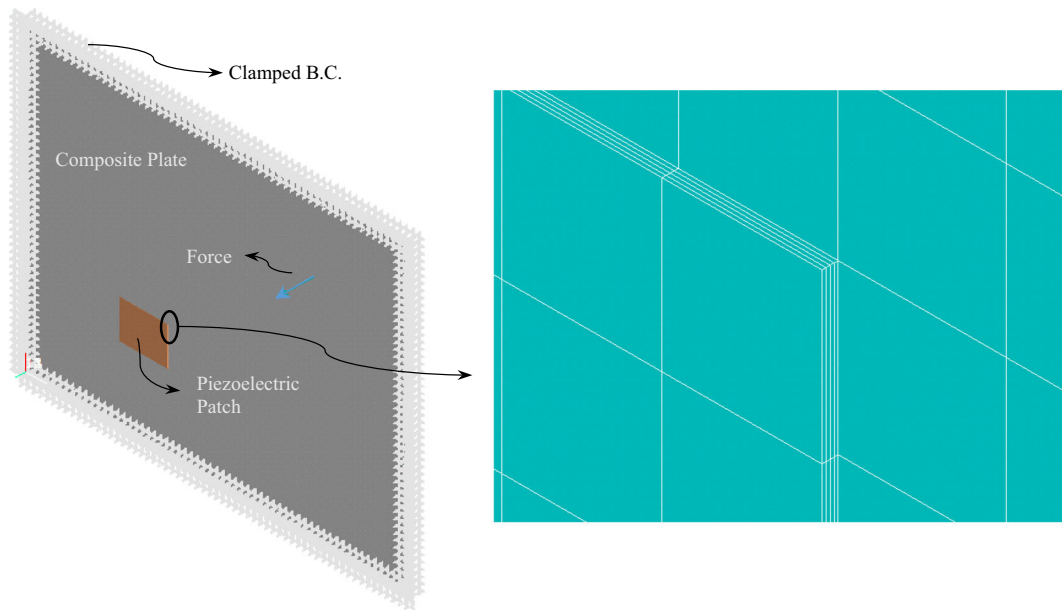 Clamped B.C.
Composite Plate
Force
Piezoelectric
Patch